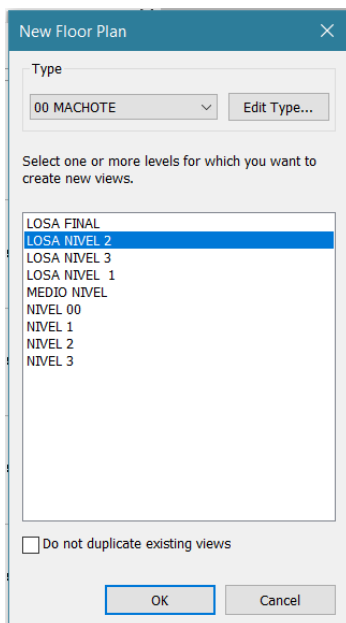 New Floor Plan
Type
00 MACHOTE
Edit Type...
Select one or more levels for which you want to
create new views.
LOSA FINAL
LOSA NIVEL 2
LOSA NIVEL 3
LOSA NIVEL  1
MEDIO NIVEL
NIVEL 00
NIVEL 1
NIVEL 2
NIVEL 3
Do not duplicate existing views
OK
Cancel